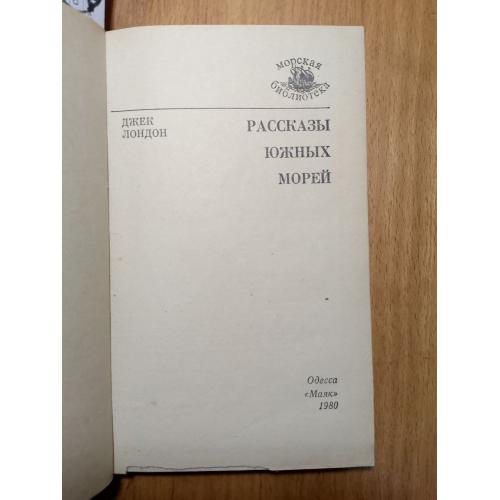 морская
библиотека
ДЖЕК
ЛОНДОН
РАССКАЗЫ
ЮЖНЫХ
МОРЕЙ
Одесса
«Маяк»
1980